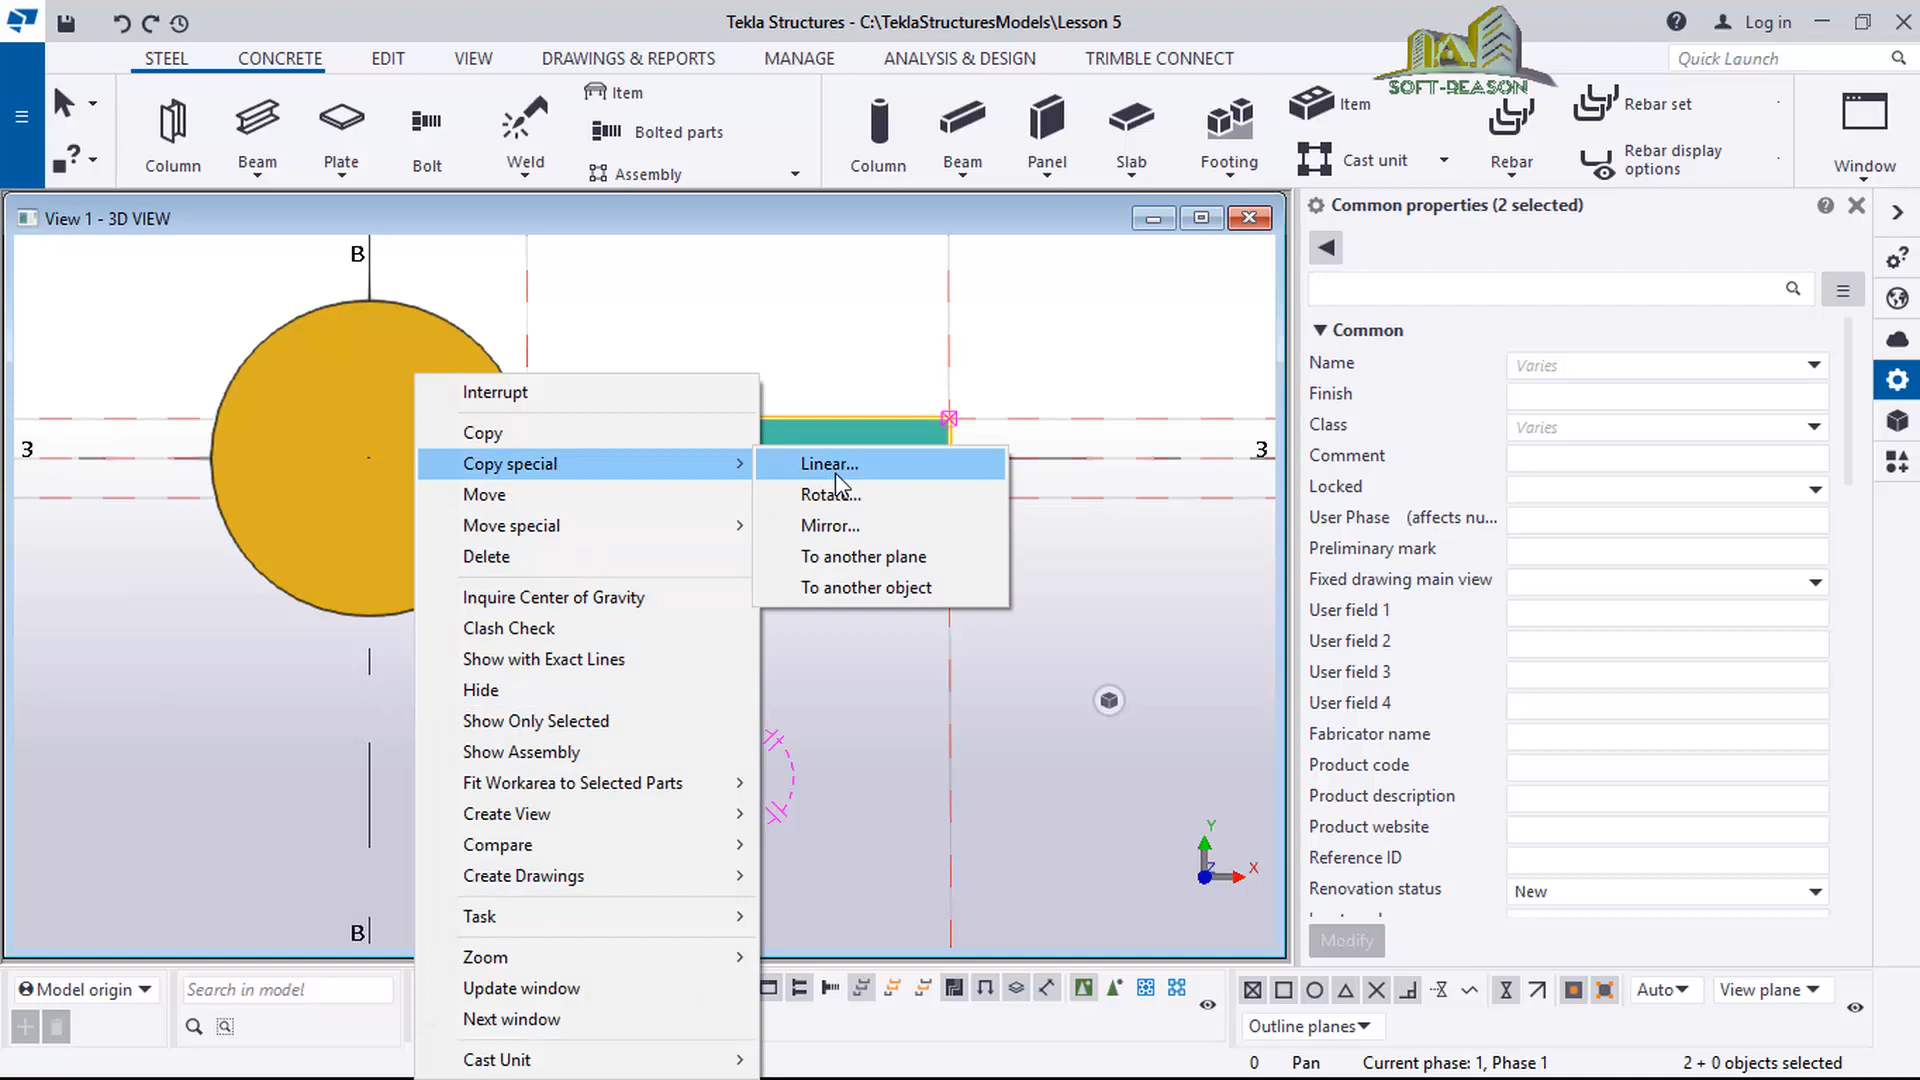 Tekla Structures - C:\TeklaStructuresModels\Lesson 5
Log in
STEEL
CONCRETE
EDIT
VIEW
DRAWINGS & REPORTS
MANAGE
ANALYSIS & DESIGN
TRIMBLE CONNECT
SOFT-REASON
Quick Launch
Column
Beam
Plate
Bolt
Weld
Item
Bolted parts
Assembly
Column
Beam
Panel
Slab
Footing
Item
Cast unit
Rebar
Rebar set
Rebar display
options
Window
View 1 - 3D VIEW
B
3
3
B
Interrupt
Copy
Copy special
Move
Move special
Delete
Inquire Center of Gravity
Clash Check
Show with Exact Lines
Hide
Show Only Selected
Show Assembly
Fit Workarea to Selected Parts
Create View
Compare
Create Drawings
Task
Zoom
Update window
Next window
Cast Unit
Linear...
Rotate...
Mirror...
To another plane
To another object
Y
Z
X
Common properties (2 selected)
Common
Name Varies
Finish
Class Varies
Comment
Locked
User Phase (affects nu...
Preliminary mark
Fixed drawing main view
User field 1
User field 2
User field 3
User field 4
Fabricator name
Product code
Product description
Product website
Reference ID
Renovation status New
Modify
Model origin
Search in model
Auto
View plane
Outline planes
0 Pan Current phase: 1, Phase 1 2 + 0 objects selected